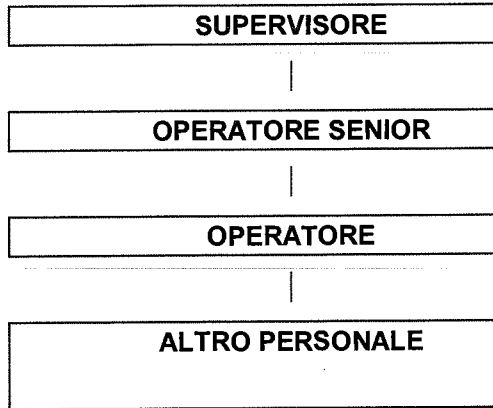 SUPERVISORE
OPERATORE SENIOR
OPERATORE
ALTRO PERSONALE